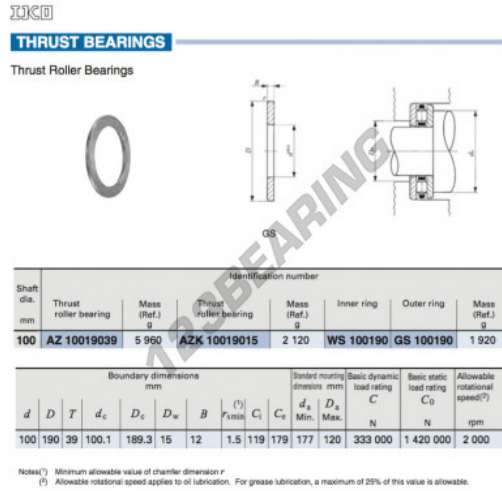 IKO
THRUST BEARINGS
Thrust Roller Bearings
B
r
D
GS
Identification number
Shaft dia. mm
Thrust roller bearing
Mass (Ref.) g
Thrust roller bearing
Mass (Ref.) g
Inner ring
Outer ring
Mass (Ref.) g
100 AZ 10019039 5 960 AZK 10019015 2 120 WS 100190 GS 100190 1 920
Boundary dimensions mm
Standard mounting dimensions mm
Basic dynamic load rating C N
Basic static load rating C0 N
Allowable rotational speed(2) rpm
d D T dc Dc Dw B rs min(1) Ci Ce da Min. Da Max.
100 190 39 100.1 189.3 15 12 1.5 119 179 177 120 333 000 1 420 000 2 000
Notes(1) Minimum allowable value of chamfer dimension r
(2) Allowable rotational speed applies to oil lubrication. For grease lubrication, a maximum of 25% of this value is allowable.
123BEARING